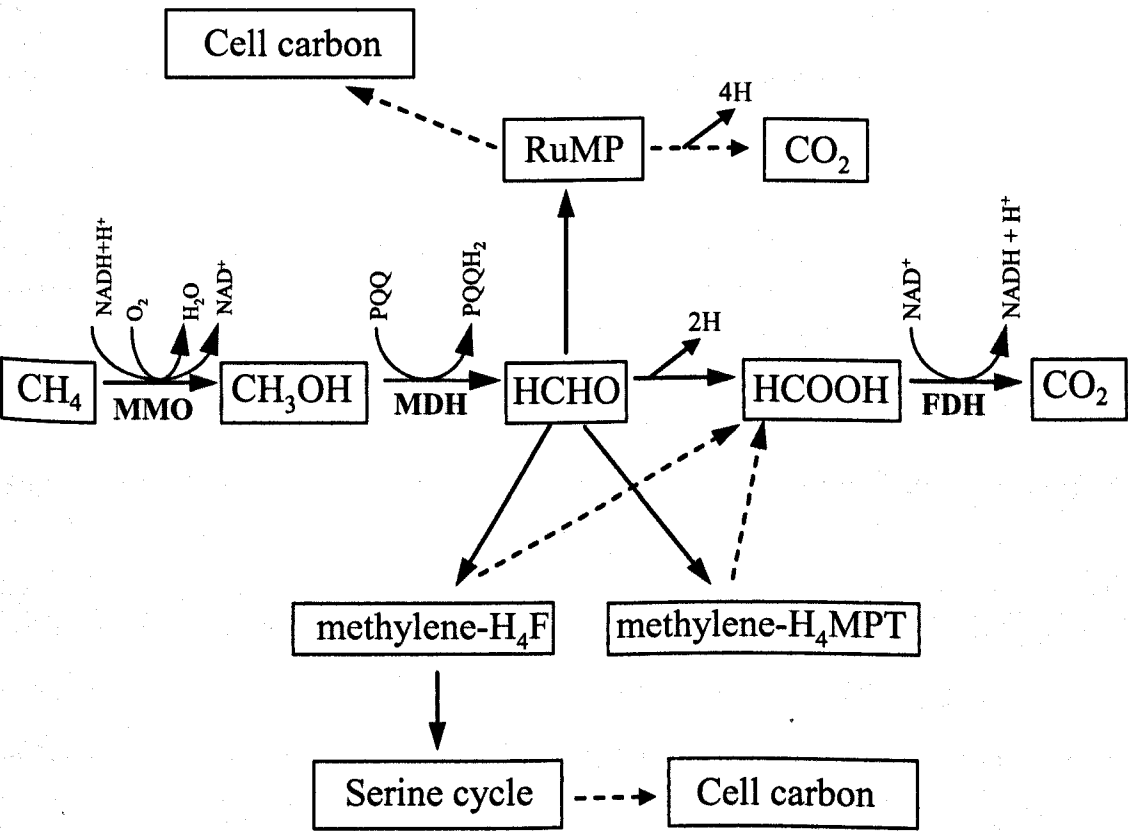 Cell carbon
4H
RuMP
CO₂
NADH+H⁺
O₂
H₂O
NAD⁺
PQQ
PQQH₂
2H
NAD⁺
NADH + H⁺
CH₄
MMO
CH₃OH
MDH
HCHO
HCOOH
FDH
CO₂
methylene-H₄F
methylene-H₄MPT
Serine cycle
Cell carbon